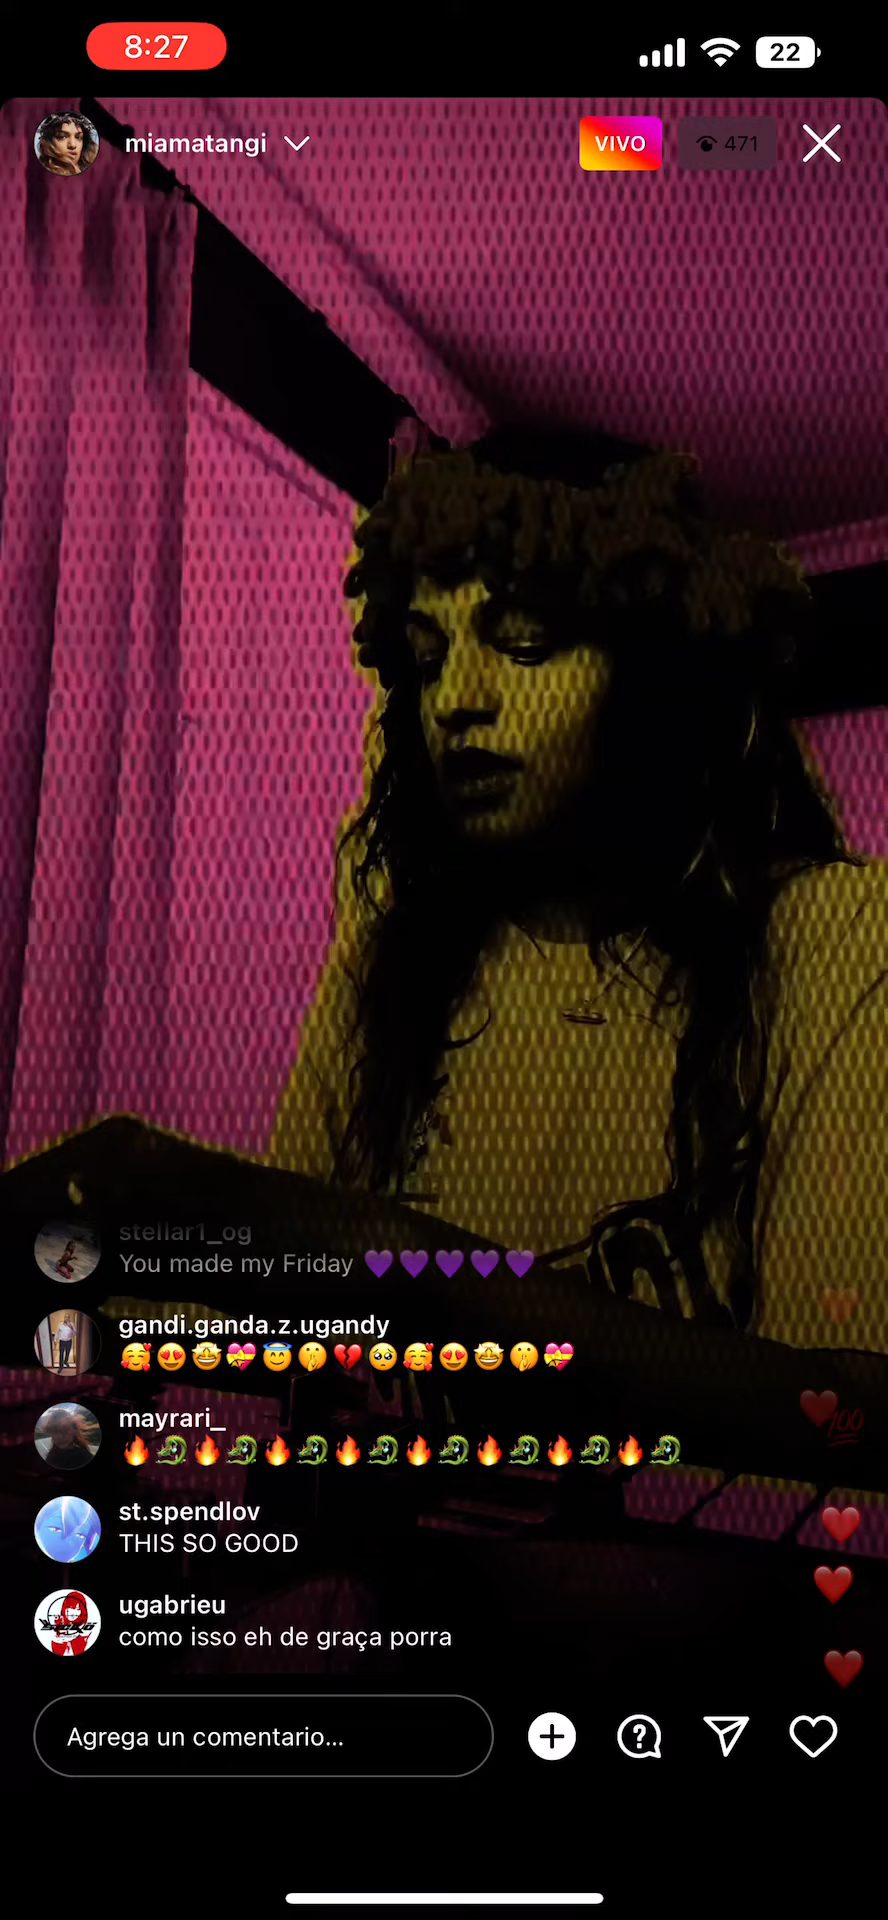 8:27
22
miamatangi
VIVO
471
stellar1_og
You made my Friday 💜💜💜💜💜
gandi.ganda.z.ugandy
🥰😍🤩💝😇🤫💔🥺🥰😍🤩🤫💝
mayrari_
🔥🐉🔥🐉🔥🐉🔥🐉🔥🐉🔥🐉🔥🐉🔥🐉
st.spendlov
THIS SO GOOD
ugabrieu
como isso eh de graça porra
💯
Agrega un comentario...